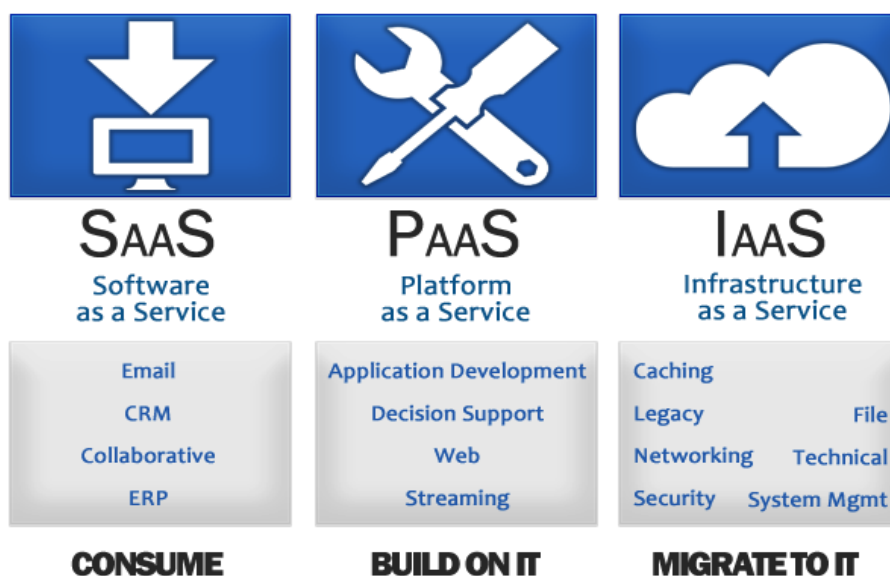 SaaS
Software
as a Service
Email
CRM
Collaborative
ERP
CONSUME
PaaS
Platform
as a Service
Application Development
Decision Support
Web
Streaming
BUILD ON IT
IaaS
Infrastructure
as a Service
Caching
Legacy File
Networking Technical
Security System Mgmt
MIGRATE TO IT